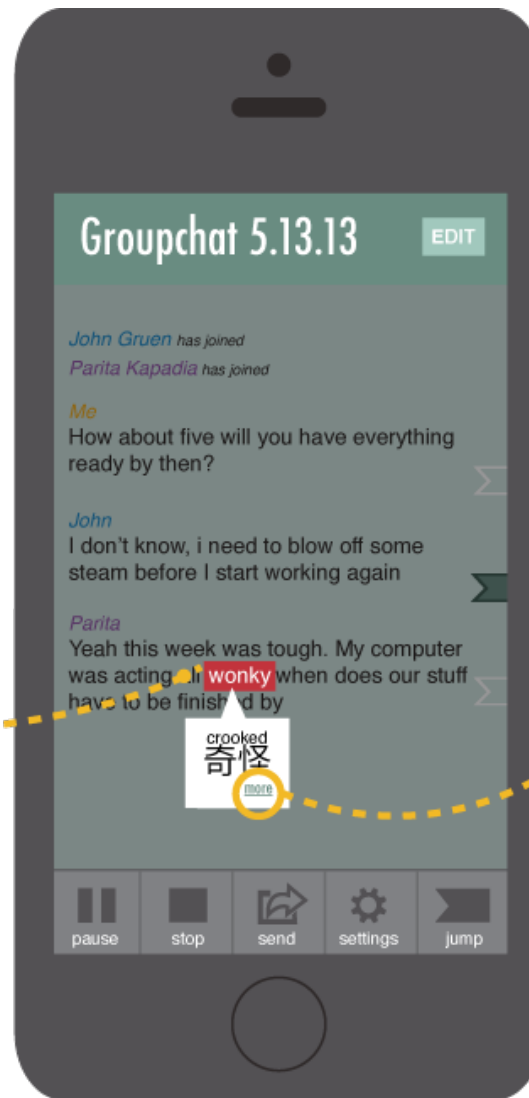 Groupchat 5.13.13
EDIT
John Gruen has joined
Parita Kapadia has joined
Me
How about five will you have everything
ready by then?
John
I don't know, i need to blow off some
steam before I start working again
Parita
Yeah this week was tough. My computer
was acting all wonky when does our stuff
have to be finished by
crooked
奇怪
more
pause
stop
send
settings
jump